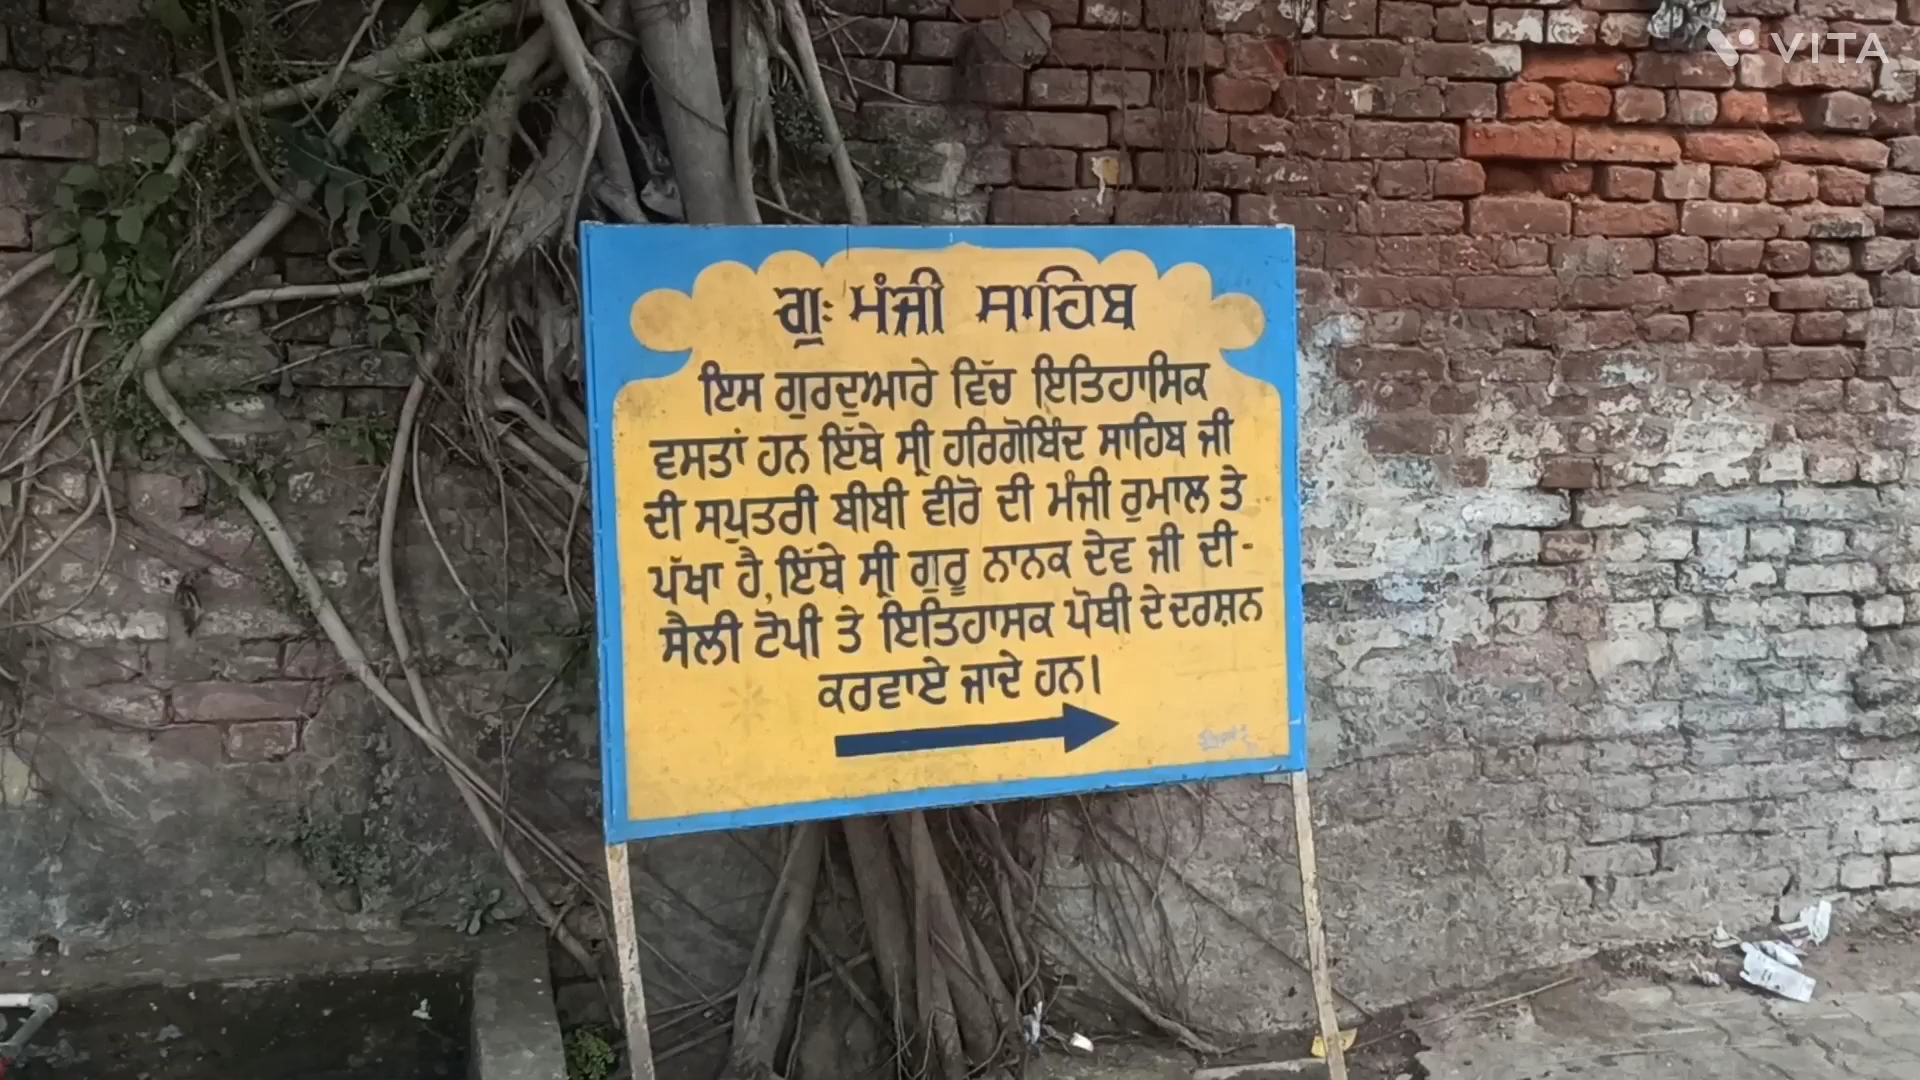 VITA
ਗੁਃ ਮੰਜੀ ਸਾਹਿਬ
ਇਸ ਗੁਰਦੁਆਰੇ ਵਿੱਚ ਇਤਿਹਾਸਿਕ
ਵਸਤਾਂ ਹਨ ਇੱਥੇ ਸ੍ਰੀ ਹਰਿਗੋਬਿੰਦ ਸਾਹਿਬ ਜੀ
ਦੀ ਸਪੁਤਰੀ ਬੀਬੀ ਵੀਰੋ ਦੀ ਮੰਜੀ ਰੁਮਾਲ ਤੇ
ਪੱਖਾ ਹੈ, ਇੱਥੇ ਸ੍ਰੀ ਗੁਰੂ ਨਾਨਕ ਦੇਵ ਜੀ ਦੀ-
ਸੈਲੀ ਟੋਪੀ ਤੇ ਇਤਿਹਾਸਕ ਪੋਥੀ ਦੇ ਦਰਸ਼ਨ
ਕਰਵਾਏ ਜਾਦੇ ਹਨ।